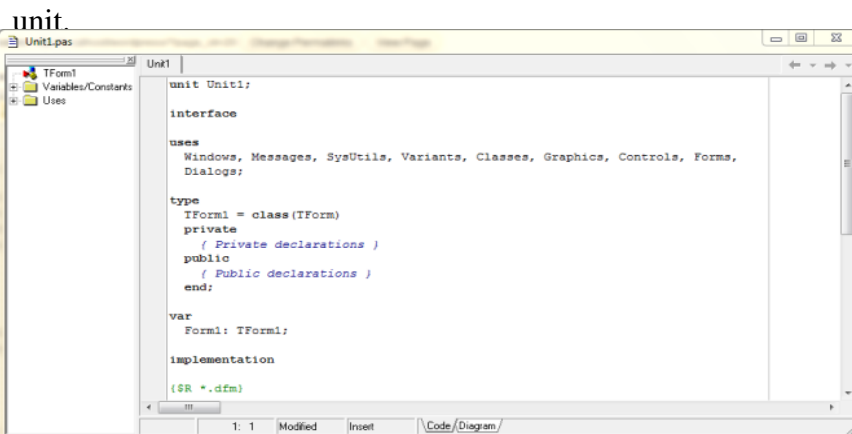 unit.
Unit1.pas
TForm1
Variables/Constants
Uses
Unit1
unit Unit1;
interface
uses
Windows, Messages, SysUtils, Variants, Classes, Graphics, Controls, Forms,
Dialogs;
type
TForm1 = class(TForm)
private
{ Private declarations }
public
{ Public declarations }
end;
var
Form1: TForm1;
implementation
{$R *.dfm}
1: 1 Modified Insert Code Diagram